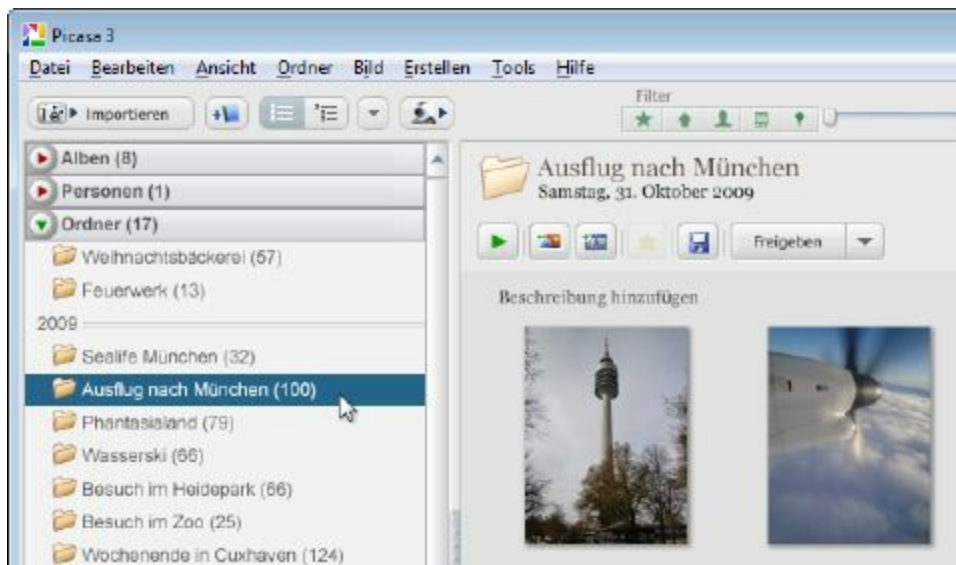 Picasa 3
Datei Bearbeiten Ansicht Ordner Bild Erstellen Tools Hilfe
Importieren
Filter
Alben (8)
Personen (1)
Ordner (17)
Weihnachtsbäckerei (57)
Feuerwerk (13)
2009
Sealife München (32)
Ausflug nach München (100)
Phantasialand (79)
Wasserski (66)
Besuch im Heidepark (66)
Besuch im Zoo (25)
Wochenende in Cuxhaven (124)
Ausflug nach München
Samstag, 31. Oktober 2009
Freigeben
Beschreibung hinzufügen